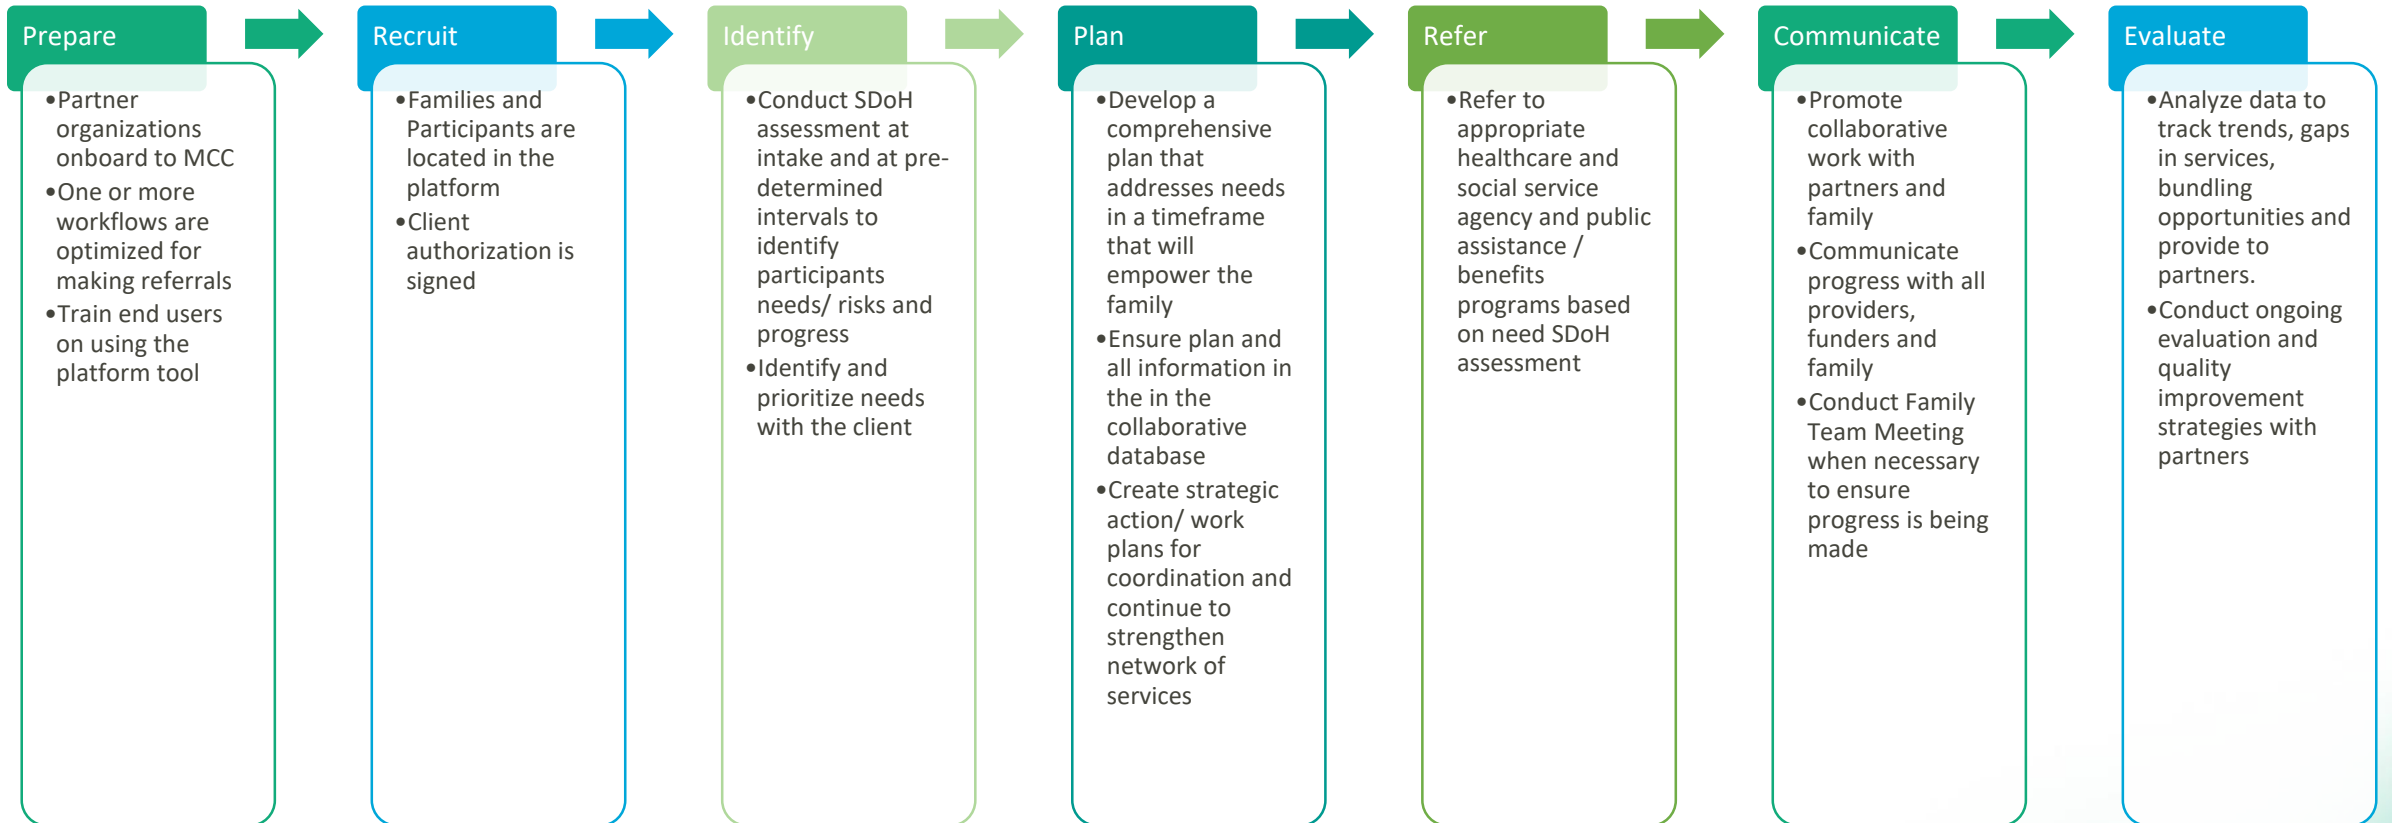 Prepare
•Partner
organizations
onboard to MCC
•One or more
workflows are
optimized for
making referrals
•Train end users
on using the
platform tool
Recruit
•Families and
Participants are
located in the
platform
•Client
authorization is
signed
Identify
•Conduct SDoH
assessment at
intake and at pre-
determined
intervals to
identify
participants
needs/ risks and
progress
•Identify and
prioritize needs
with the client
Plan
•Develop a
comprehensive
plan that
addresses needs
in a timeframe
that will
empower the
family
•Ensure plan and
all information in
the in the
collaborative
database
•Create strategic
action/ work
plans for
coordination and
continue to
strengthen
network of
services
Refer
•Refer to
appropriate
healthcare and
social service
agency and public
assistance /
benefits
programs based
on need SDoH
assessment
Communicate
•Promote
collaborative
work with
partners and
family
•Communicate
progress with all
providers,
funders and
family
•Conduct Family
Team Meeting
when necessary
to ensure
progress is being
made
Evaluate
•Analyze data to
track trends, gaps
in services,
bundling
opportunities and
provide to
partners.
•Conduct ongoing
evaluation and
quality
improvement
strategies with
partners